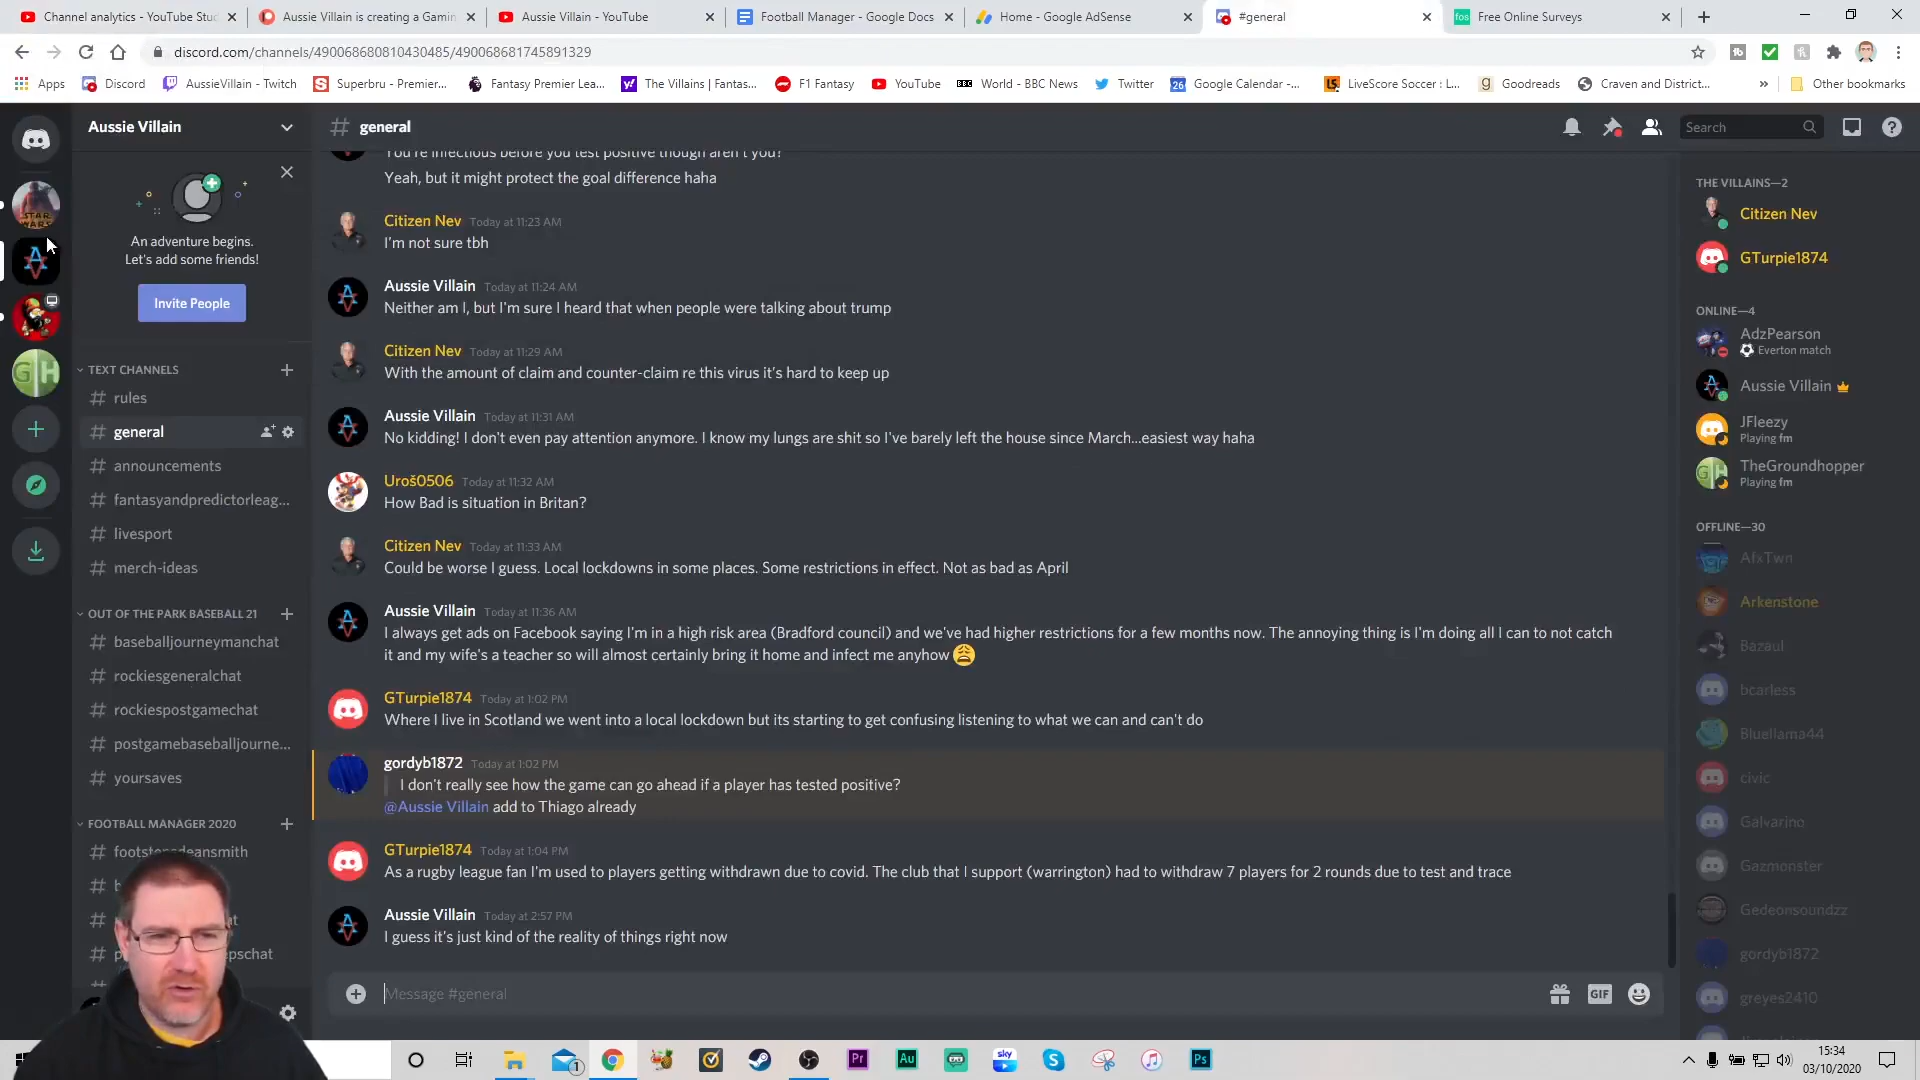 Channel analytics - YouTube Stu
Aussie Villain is creating a Gamin
Aussie Villain - YouTube
Football Manager - Google Docs
Home - Google AdSense
#general
Free Online Surveys
discord.com/channels/490068680810430485/490068681745891329
Apps
Discord
AussieVillain - Twitch
Superbru - Premier...
Fantasy Premier Lea...
The Villains | Fantas...
F1 Fantasy
YouTube
World - BBC News
Twitter
Google Calendar -...
LiveScore Soccer : L...
Goodreads
Craven and District...
»
Other bookmarks
Aussie Villain
An adventure begins.
Let's add some friends!
Invite People
TEXT CHANNELS
rules
general
announcements
fantasyandpredictorleag...
livesport
merch-ideas
OUT OF THE PARK BASEBALL 21
baseballjourneymanchat
rockiesgeneralchat
rockiespostgamechat
postgamebaseballjourne...
yoursaves
FOOTBALL MANAGER 2020
# general
Search
You're infectious before you test positive though aren't you?
Yeah, but it might protect the goal difference haha
Citizen Nev Today at 11:23 AM
I'm not sure tbh
Aussie Villain Today at 11:24 AM
Neither am I, but I'm sure I heard that when people were talking about trump
Citizen Nev Today at 11:29 AM
With the amount of claim and counter-claim re this virus it's hard to keep up
Aussie Villain Today at 11:31 AM
No kidding! I don't even pay attention anymore. I know my lungs are shit so I've barely left the house since March...easiest way haha
Uroš0506 Today at 11:32 AM
How Bad is situation in Britan?
Citizen Nev Today at 11:33 AM
Could be worse I guess. Local lockdowns in some places. Some restrictions in effect. Not as bad as April
Aussie Villain Today at 11:36 AM
I always get ads on Facebook saying I'm in a high risk area (Bradford council) and we've had higher restrictions for a few months now. The annoying thing is I'm doing all I can to not catch
it and my wife's a teacher so will almost certainly bring it home and infect me anyhow
GTurpie1874 Today at 1:02 PM
Where I live in Scotland we went into a local lockdown but its starting to get confusing listening to what we can and can't do
gordyb1872 Today at 1:02 PM
I don't really see how the game can go ahead if a player has tested positive?
@Aussie Villain add to Thiago already
GTurpie1874 Today at 1:04 PM
As a rugby league fan I'm used to players getting withdrawn due to covid. The club that I support (warrington) had to withdraw 7 players for 2 rounds due to test and trace
Aussie Villain Today at 2:57 PM
I guess it's just kind of the reality of things right now
Message #general
GIF
THE VILLAINS—2
Citizen Nev
GTurpie1874
ONLINE—4
AdzPearson
Everton match
Aussie Villain
JFleezy
Playing fm
TheGroundhopper
Playing fm
OFFLINE—30
AfxTwn
Arkenstone
Bazaul
bcarless
Bluellama44
civic
Galvarino
Gazmonster
Gedeonsoundzz
gordyb1872
greyes2410
15:34
03/10/2020